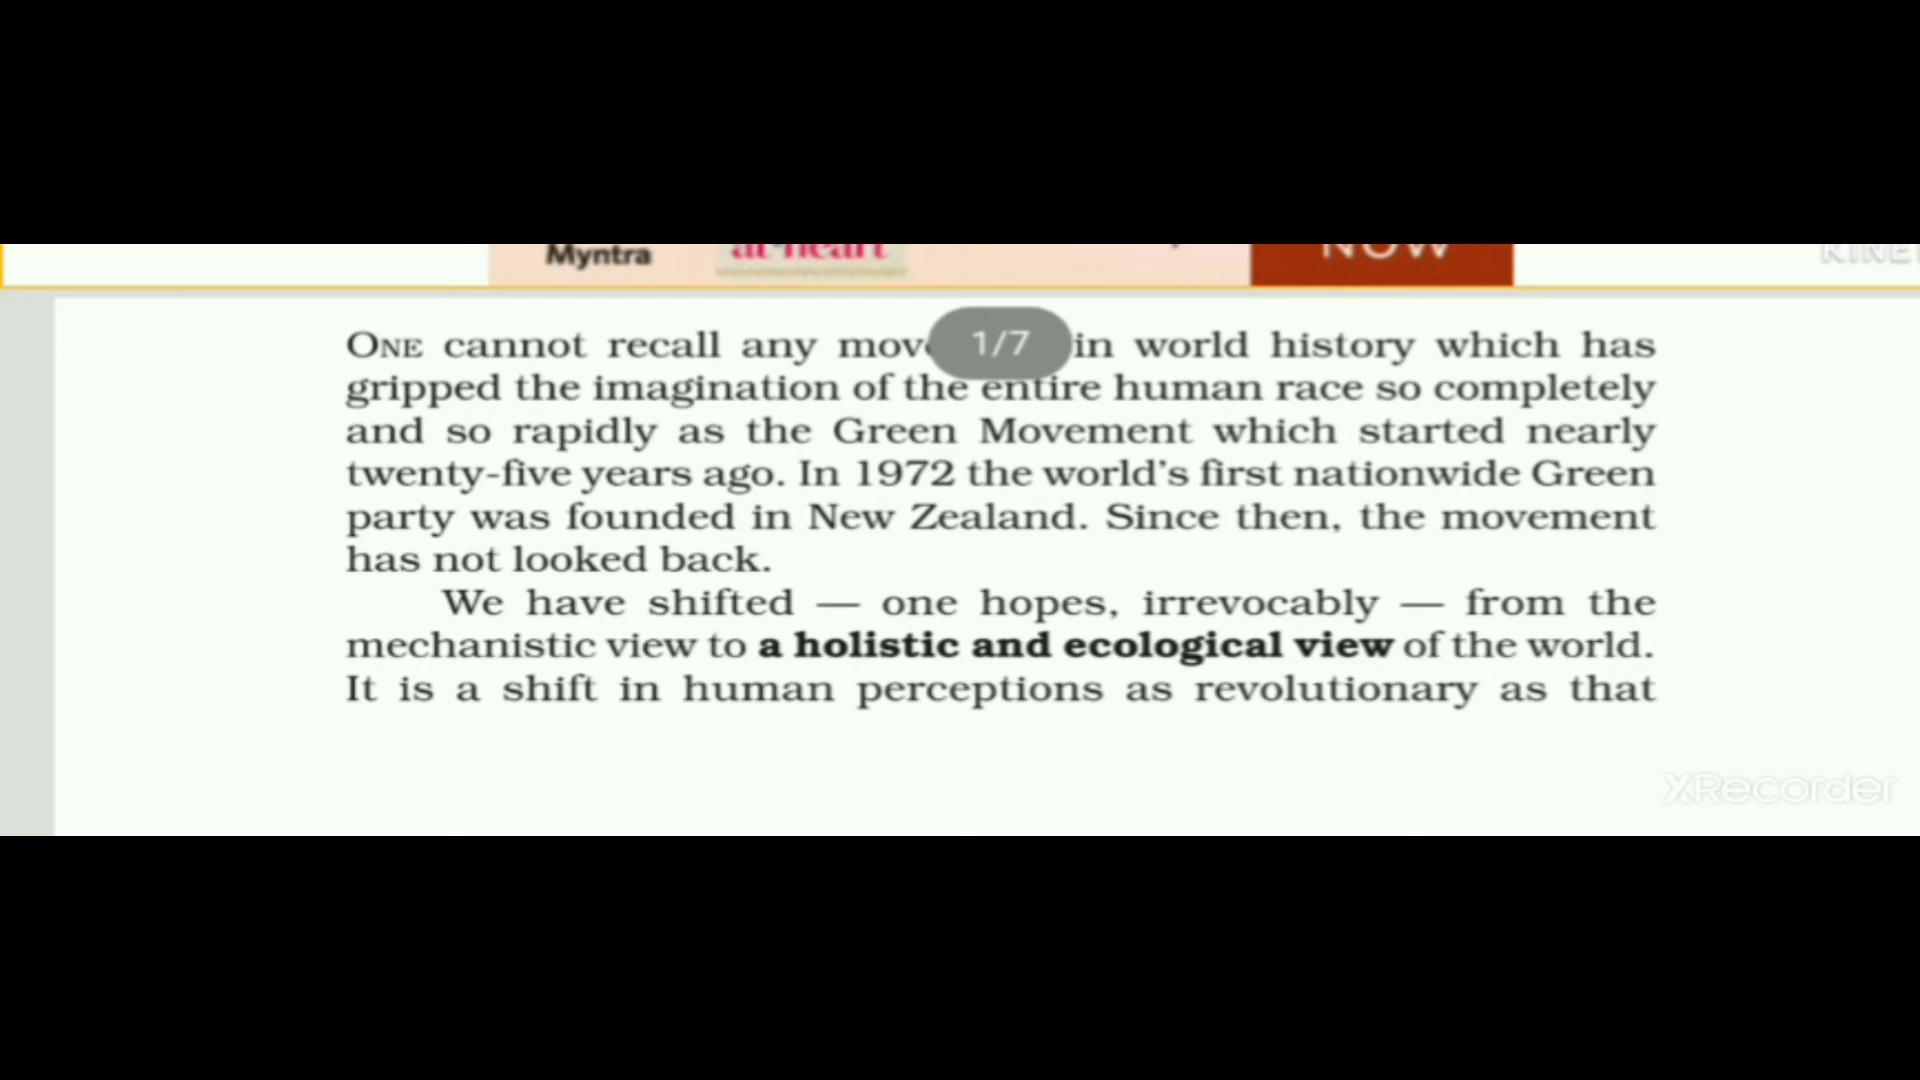 Myntra
at heart
NOW
KINE
ONE cannot recall any mov 1/7 in world history which has
gripped the imagination of the entire human race so completely
and so rapidly as the Green Movement which started nearly
twenty-five years ago. In 1972 the world's first nationwide Green
party was founded in New Zealand. Since then, the movement
has not looked back.
We have shifted — one hopes, irrevocably — from the
mechanistic view to a holistic and ecological view of the world.
It is a shift in human perceptions as revolutionary as that
XRecorder